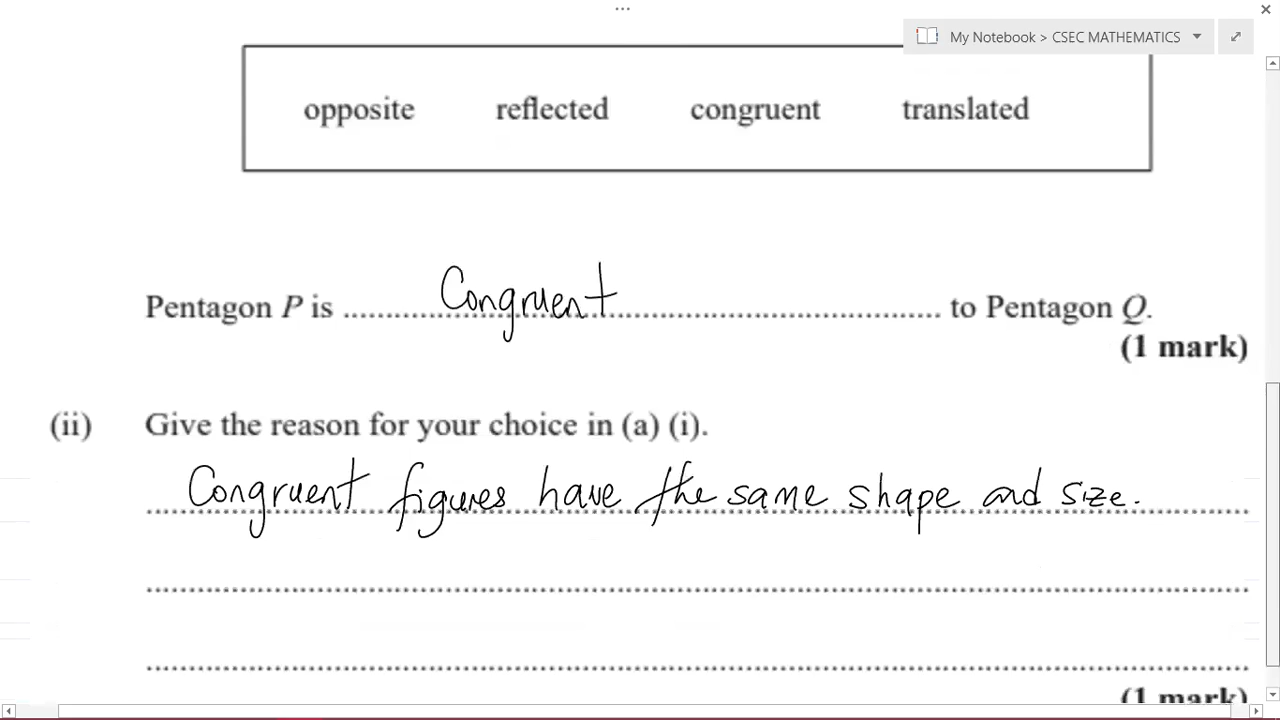 My Notebook > CSEC MATHEMATICS
opposite reflected congruent translated
Pentagon P is ........ Congruent ........ to Pentagon Q.
(1 mark)
(ii) Give the reason for your choice in (a) (i).
Congruent figures have the same shape and size.
(1 mark)